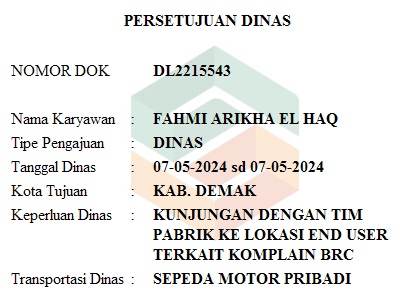 PERSETUJUAN DINAS
NOMOR DOK DL2215543
Nama Karyawan : FAHMI ARIKHA EL HAQ
Tipe Pengajuan : DINAS
Tanggal Dinas : 07-05-2024 sd 07-05-2024
Kota Tujuan : KAB. DEMAK
Keperluan Dinas : KUNJUNGAN DENGAN TIM
PABRIK KE LOKASI END USER
TERKAIT KOMPLAIN BRC
Transportasi Dinas : SEPEDA MOTOR PRIBADI